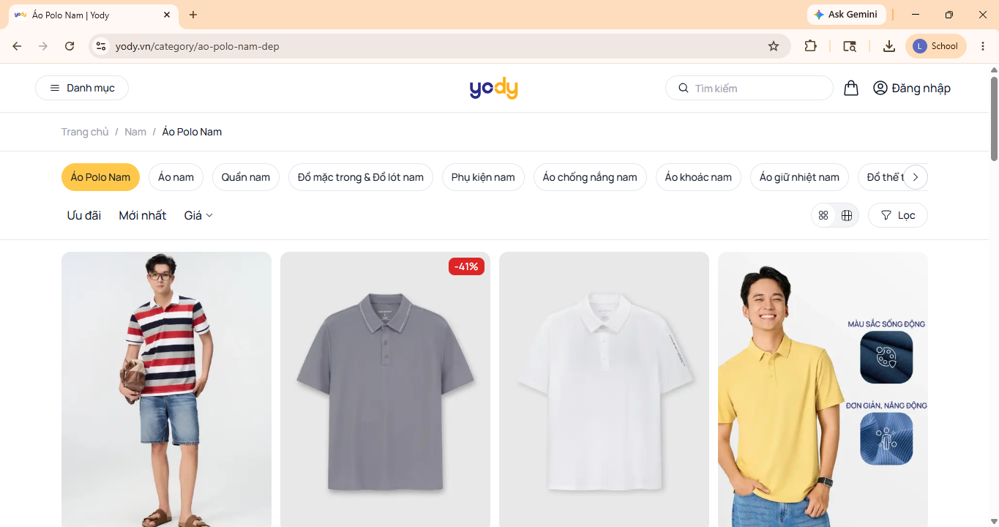 yody Áo Polo Nam | Yody
Ask Gemini
yody.vn/category/ao-polo-nam-dep
L School
Danh mục
yody
Tìm kiếm
Đăng nhập
Trang chủ / Nam / Áo Polo Nam
Áo Polo Nam Áo nam Quần nam Đồ mặc trong & Đồ lót nam Phụ kiện nam Áo chống nắng nam Áo khoác nam Áo giữ nhiệt nam Đồ thể t
Ưu đãi Mới nhất Giá
Lọc
-41%
MÀU SẮC SỐNG ĐỘNG
ĐƠN GIẢN, NĂNG ĐỘNG